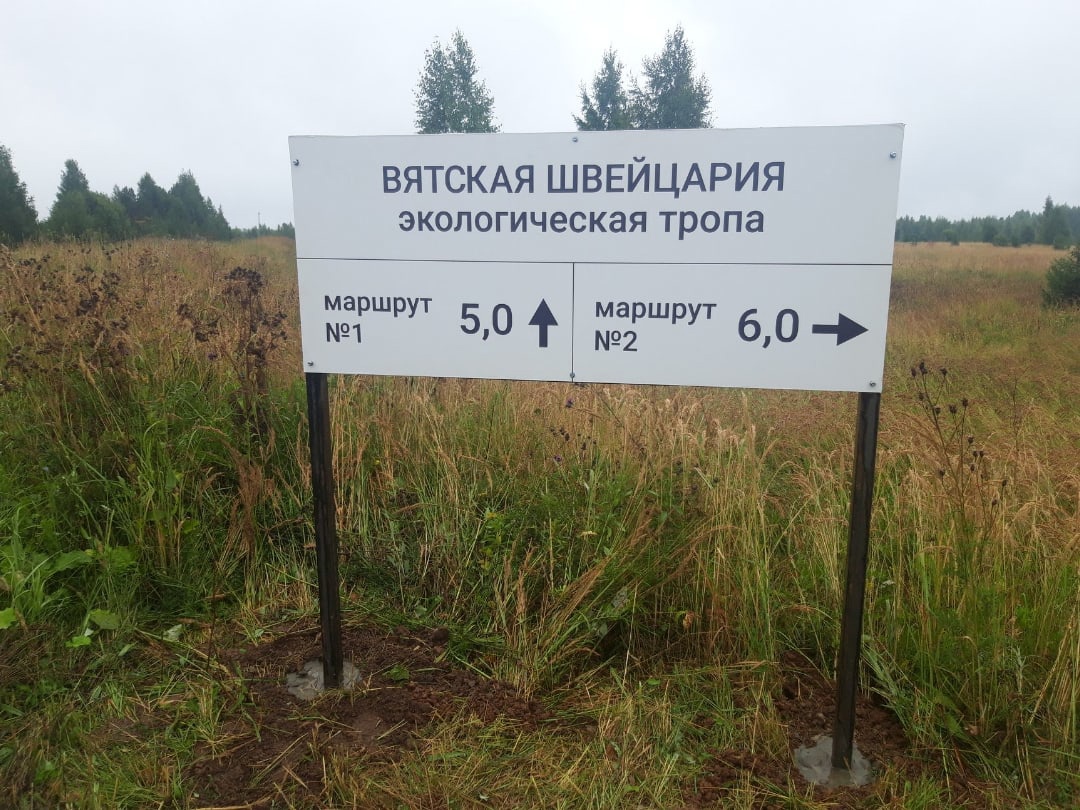 ВЯТСКАЯ ШВЕЙЦАРИЯ
экологическая тропа
маршрут
№1
5,0
маршрут
№2
6,0